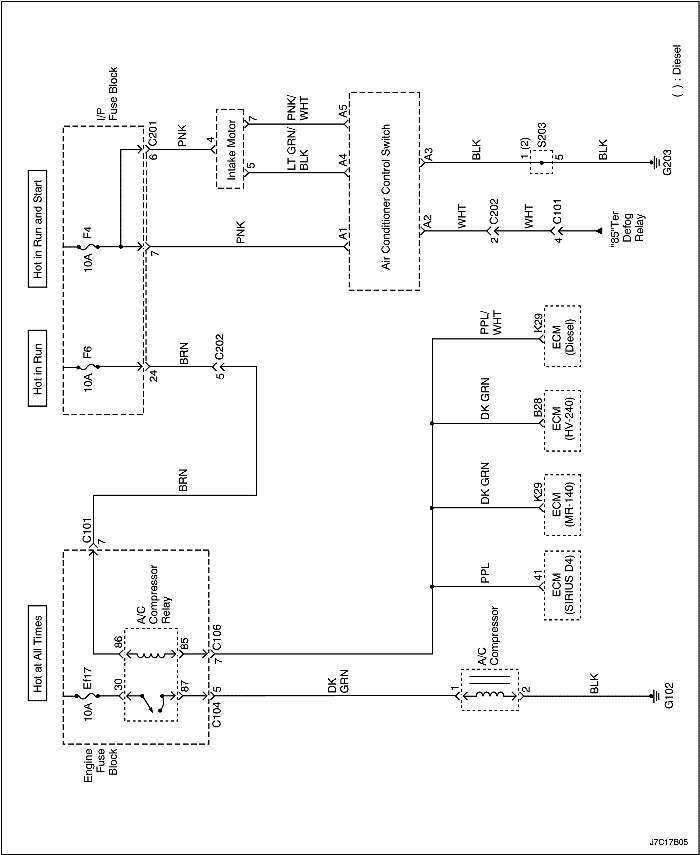 Hot at All Times
Hot in Run
Hot in Run and Start
Engine
Fuse
Block
10A
Ef17
30
86
A/C
Compressor
Relay
87
85
C104
5
7
C106
C101
7
BRN
10A
F6
24
BRN
5
C202
10A
F4
I/P
Fuse Block
7
6
C201
PNK
PNK
4
Intake Motor
5
7
LT GRN/
BLK
PNK/
WHT
A1
A4
A5
Air Conditioner Control Switch
A2
A3
WHT
2
C202
WHT
4
C101
"85"Ter
Defog
Relay
BLK
1 (2)
S203
5
BLK
G203
( ) : Diesel
DK
GRN
1
A/C
Compressor
2
BLK
G102
PPL
41
ECM
(SIRIUS D4)
DK GRN
K29
ECM
(MR-140)
DK GRN
B28
ECM
(HV-240)
PPL/
WHT
K29
ECM
(Diesel)
J7C17B05